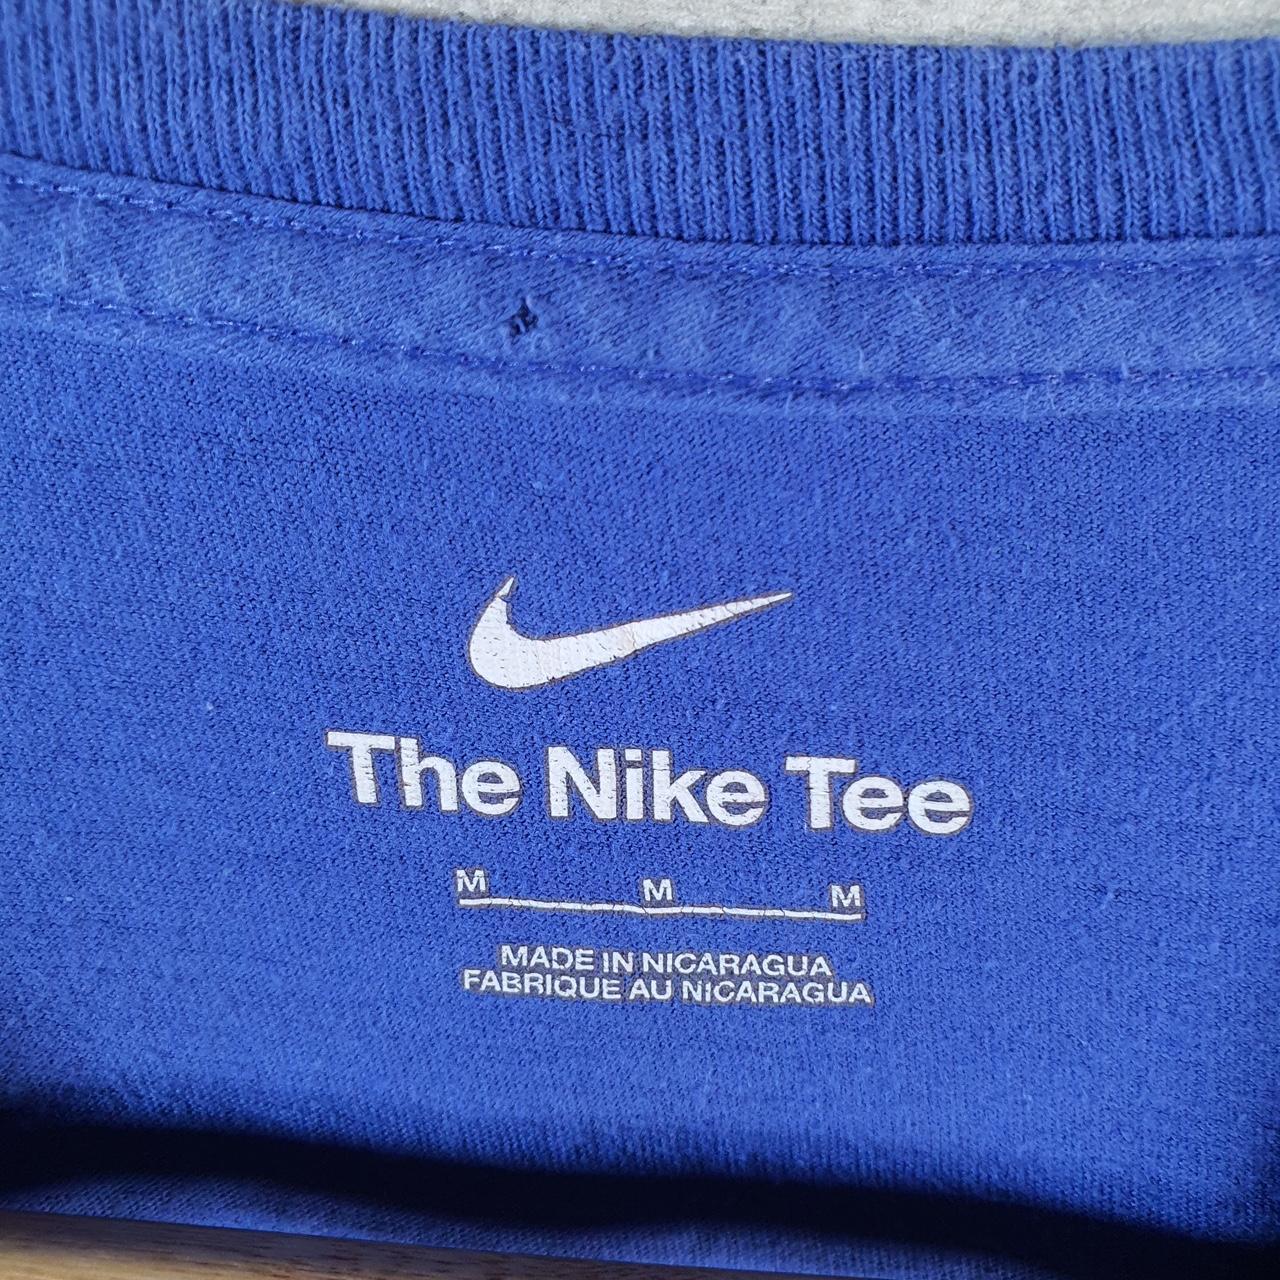 The Nike Tee
M M M
MADE IN NICARAGUA
FABRIQUE AU NICARAGUA